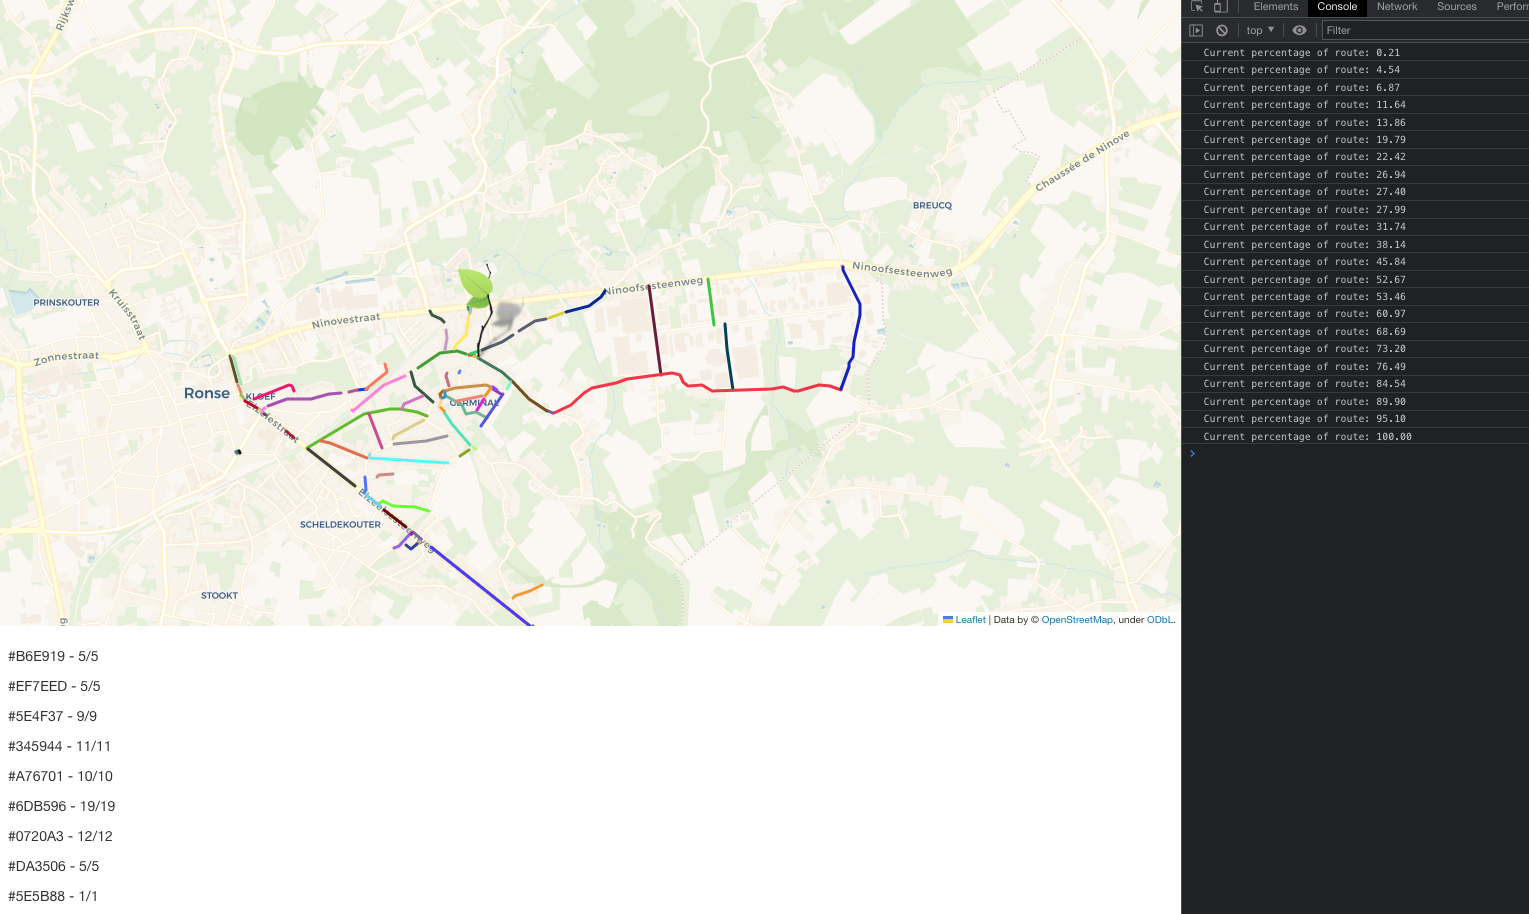 Rijksw
Chaussée de Ninove
BREUCQ
Ninoofsesteenweg
Ninoofsesteenweg
PRINSKOUTER
Kruisstraat
Ninovestraat
Zonnestraat
Ronse
KLOEF
GERMINAL
Elzelestraat
SCHELDEKOUTER
STOOKT
Leaflet | Data by © OpenStreetMap, under ODbL.
#B6E919 - 5/5
#EF7EED - 5/5
#5E4F37 - 9/9
#345944 - 11/11
#A76701 - 10/10
#6DB596 - 19/19
#0720A3 - 12/12
#DA3506 - 5/5
#5E5B88 - 1/1
Elements Console Network Sources Perforr
top ▼ Filter
Current percentage of route: 0.21
Current percentage of route: 4.54
Current percentage of route: 6.87
Current percentage of route: 11.64
Current percentage of route: 13.86
Current percentage of route: 19.79
Current percentage of route: 22.42
Current percentage of route: 26.94
Current percentage of route: 27.40
Current percentage of route: 27.99
Current percentage of route: 31.74
Current percentage of route: 38.14
Current percentage of route: 45.84
Current percentage of route: 52.67
Current percentage of route: 53.46
Current percentage of route: 60.97
Current percentage of route: 68.69
Current percentage of route: 73.20
Current percentage of route: 76.49
Current percentage of route: 84.54
Current percentage of route: 89.90
Current percentage of route: 95.10
Current percentage of route: 100.00